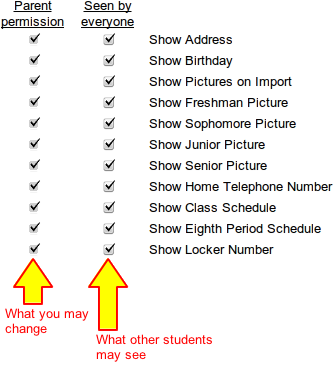 Parent Seen by
permission everyone
Show Address
Show Birthday
Show Pictures on Import
Show Freshman Picture
Show Sophomore Picture
Show Junior Picture
Show Senior Picture
Show Home Telephone Number
Show Class Schedule
Show Eighth Period Schedule
Show Locker Number
What you may
change
What other students
may see